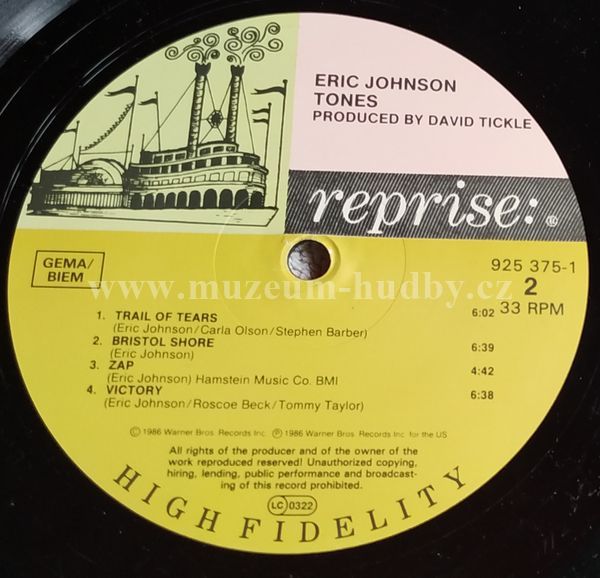 ERIC JOHNSON
TONES
PRODUCED BY DAVID TICKLE
reprise: ®
GEMA/
BIEM
925 375-1
2
33 RPM
www.muzeum-hudby.cz
1. TRAIL OF TEARS 6:02
(Eric Johnson/Carla Olson/Stephen Barber)
2. BRISTOL SHORE 6:39
(Eric Johnson)
3. ZAP 4:42
(Eric Johnson) Hamstein Music Co. BMI
4. VICTORY 6:38
(Eric Johnson/Roscoe Beck/Tommy Taylor)
Ⓒ 1986 Warner Bros. Records Inc. Ⓟ 1986 Warner Bros. Records Inc. for the US
All rights of the producer and of the owner of the
work reproduced reserved! Unauthorized copying,
hiring, lending, public performance and broadcast-
ing of this record prohibited.
LC 0322
HIGH FIDELITY